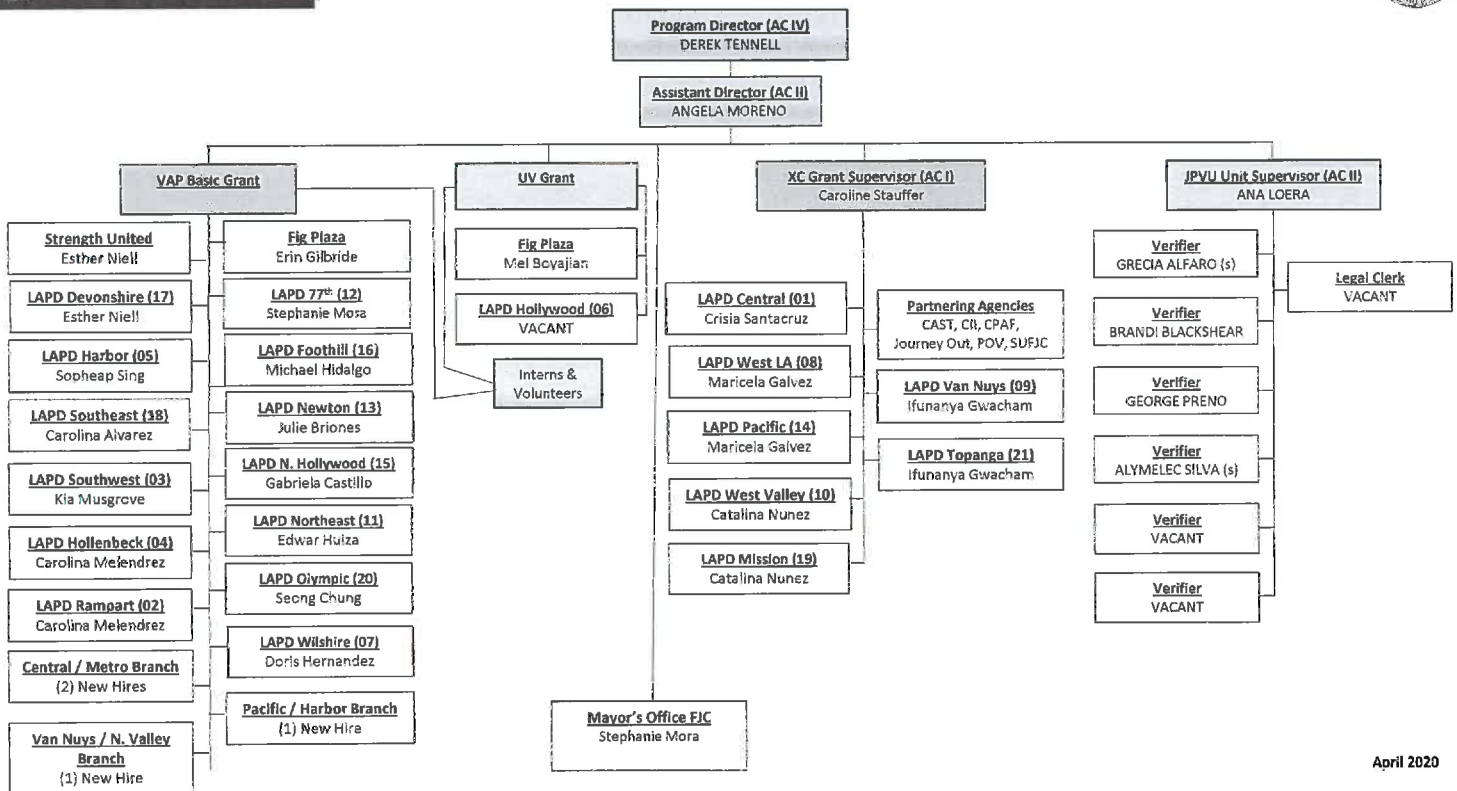 Program Director (AC IV)
DEREK TENNELL
Assistant Director (AC II)
ANGELA MORENO
VAP Basic Grant
Strength United
Esther Niell
LAPD Devonshire (17)
Esther Niell
LAPD Harbor (05)
Sopheap Sing
LAPD Southeast (18)
Carolina Alvarez
LAPD Southwest (03)
Kia Musgrove
LAPD Hollenbeck (04)
Carolina Melendrez
LAPD Rampart (02)
Carolina Melendrez
Central / Metro Branch
(2) New Hires
Van Nuys / N. Valley
Branch
(1) New Hire
Fig Plaza
Erin Gilbride
LAPD 77th (12)
Stephanie Mora
LAPD Foothill (16)
Michael Hidalgo
LAPD Newton (13)
Julie Briones
LAPD N. Hollywood (15)
Gabriela Castillo
LAPD Northeast (11)
Edwar Huiza
LAPD Olympic (20)
Seong Chung
LAPD Wilshire (07)
Doris Hernandez
Pacific / Harbor Branch
(1) New Hire
UV Grant
Fig Plaza
Mel Boyajian
LAPD Hollywood (06)
VACANT
Interns &
Volunteers
Mayor's Office FJC
Stephanie Mora
XC Grant Supervisor (AC I)
Caroline Stauffer
LAPD Central (01)
Crisia Santacruz
LAPD West LA (08)
Maricela Galvez
LAPD Pacific (14)
Maricela Galvez
LAPD West Valley (10)
Catalina Nunez
LAPD Mission (19)
Catalina Nunez
Partnering Agencies
CAST, CII, CPAF,
Journey Out, POV, SUFJC
LAPD Van Nuys (09)
Ifunanya Gwacham
LAPD Topanga (21)
Ifunanya Gwacham
JPVU Unit Supervisor (AC II)
ANA LOERA
Verifier
GRECIA ALFARO (s)
Verifier
BRANDI BLACKSHEAR
Verifier
GEORGE PRENO
Verifier
ALYMELEC SILVA (s)
Verifier
VACANT
Verifier
VACANT
Legal Clerk
VACANT
April 2020